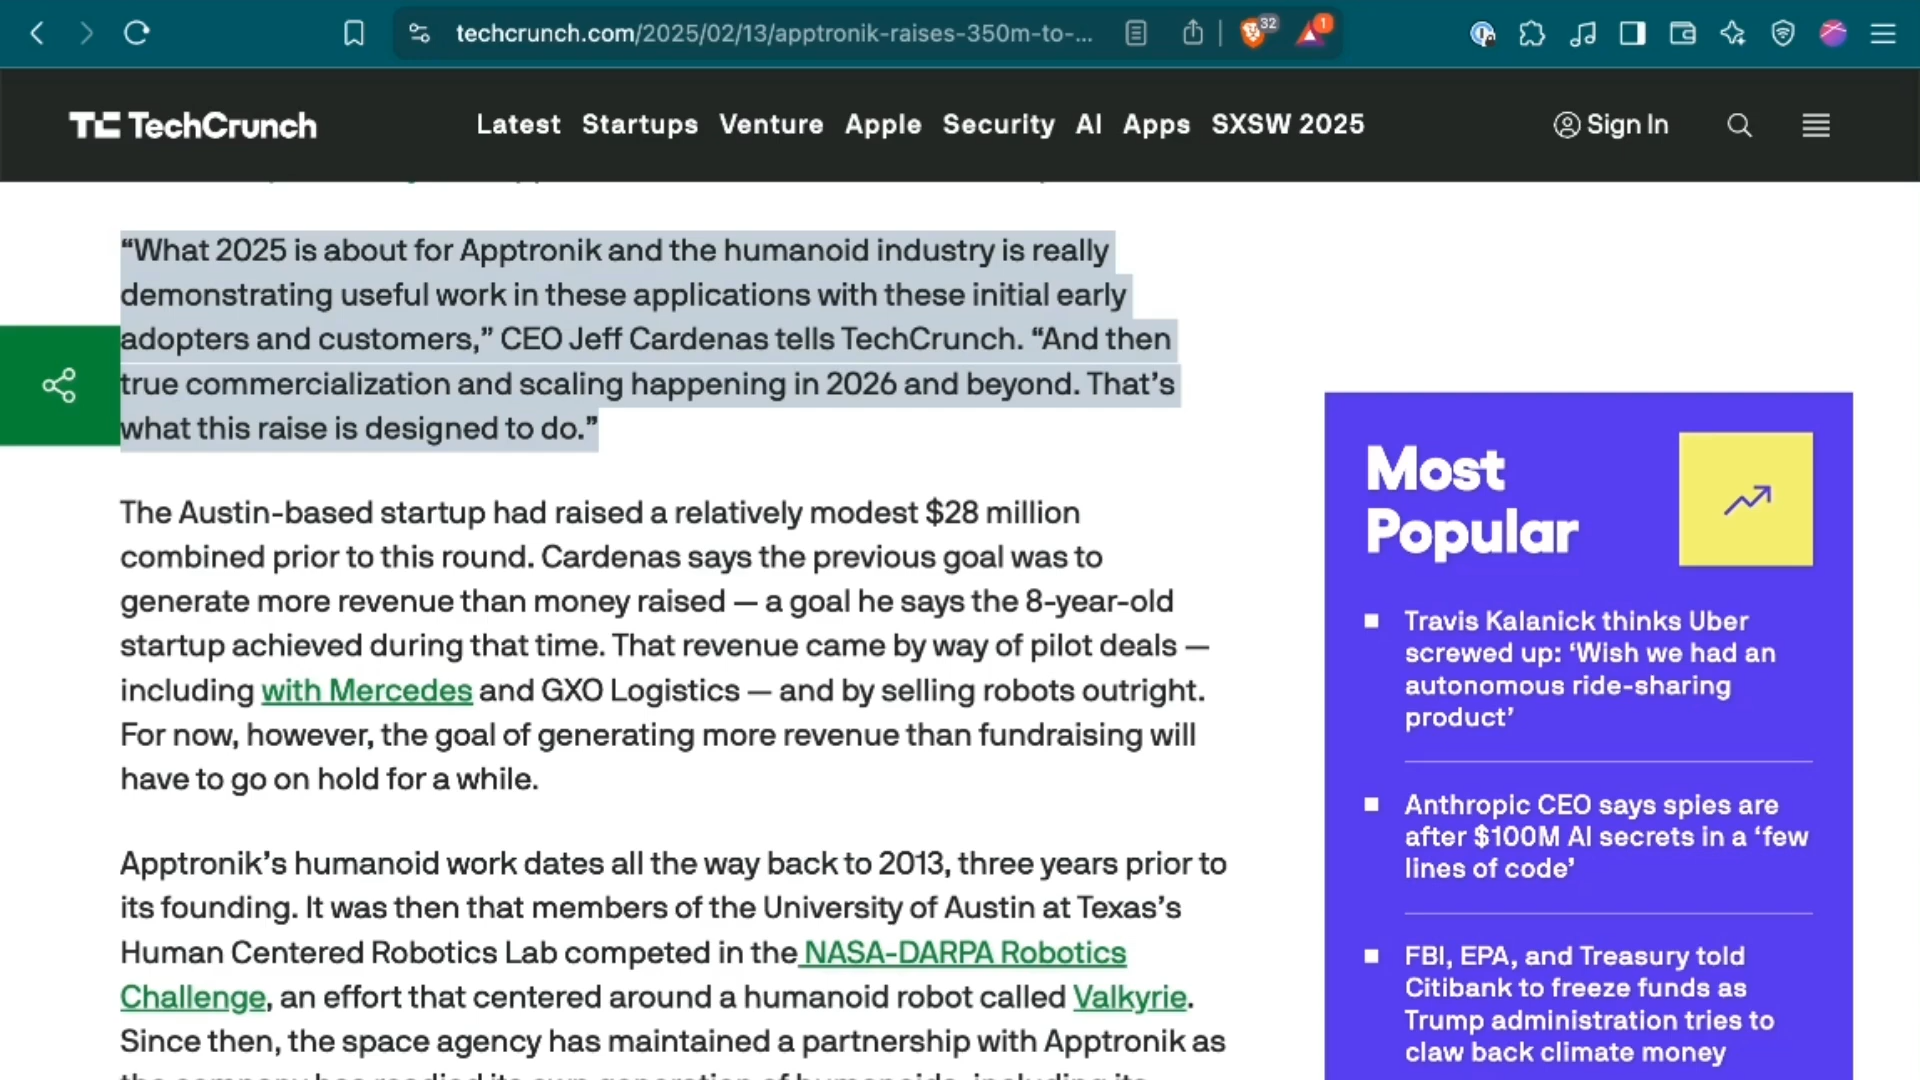 techcrunch.com/2025/02/13/apptronik-raises-350m-to-...
32
1
TechCrunch
Latest Startups Venture Apple Security AI Apps SXSW 2025
Sign In
“What 2025 is about for Apptronik and the humanoid industry is really
demonstrating useful work in these applications with these initial early
adopters and customers,” CEO Jeff Cardenas tells TechCrunch. “And then
true commercialization and scaling happening in 2026 and beyond. That’s
what this raise is designed to do.”
The Austin-based startup had raised a relatively modest $28 million
combined prior to this round. Cardenas says the previous goal was to
generate more revenue than money raised — a goal he says the 8-year-old
startup achieved during that time. That revenue came by way of pilot deals —
including with Mercedes and GXO Logistics — and by selling robots outright.
For now, however, the goal of generating more revenue than fundraising will
have to go on hold for a while.
Apptronik’s humanoid work dates all the way back to 2013, three years prior to
its founding. It was then that members of the University of Austin at Texas’s
Human Centered Robotics Lab competed in the NASA-DARPA Robotics
Challenge, an effort that centered around a humanoid robot called Valkyrie.
Since then, the space agency has maintained a partnership with Apptronik as
Most
Popular
Travis Kalanick thinks Uber
screwed up: ‘Wish we had an
autonomous ride-sharing
product’
Anthropic CEO says spies are
after $100M AI secrets in a ‘few
lines of code’
FBI, EPA, and Treasury told
Citibank to freeze funds as
Trump administration tries to
claw back climate money